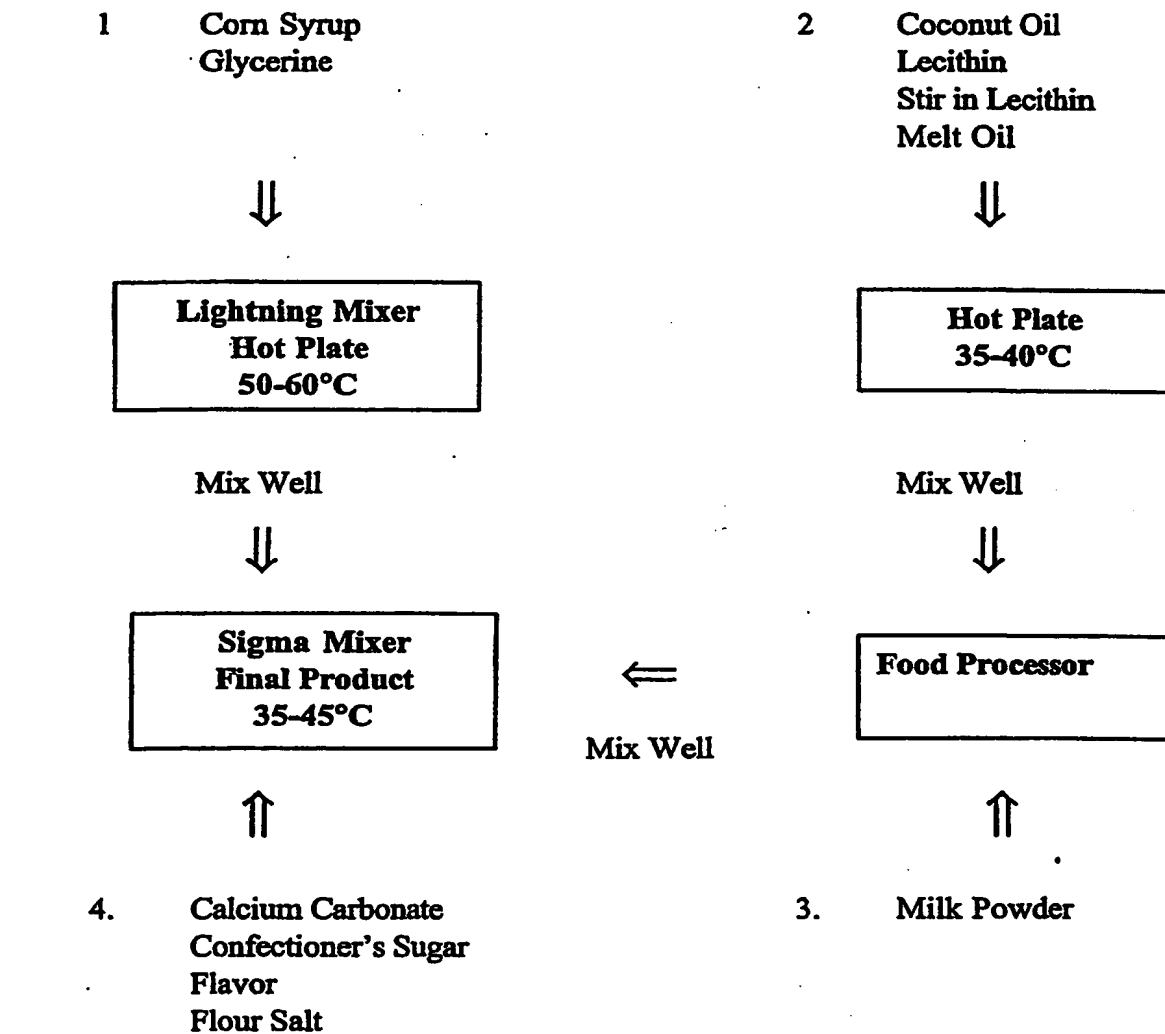 1 Corn Syrup
Glycerine
2 Coconut Oil
Lecithin
Stir in Lecithin
Melt Oil
Lightning Mixer
Hot Plate
50-60°C
Hot Plate
35-40°C
Mix Well
Mix Well
Sigma Mixer
Final Product
35-45°C
Mix Well
Food Processor
4. Calcium Carbonate
Confectioner's Sugar
Flavor
Flour Salt
3. Milk Powder